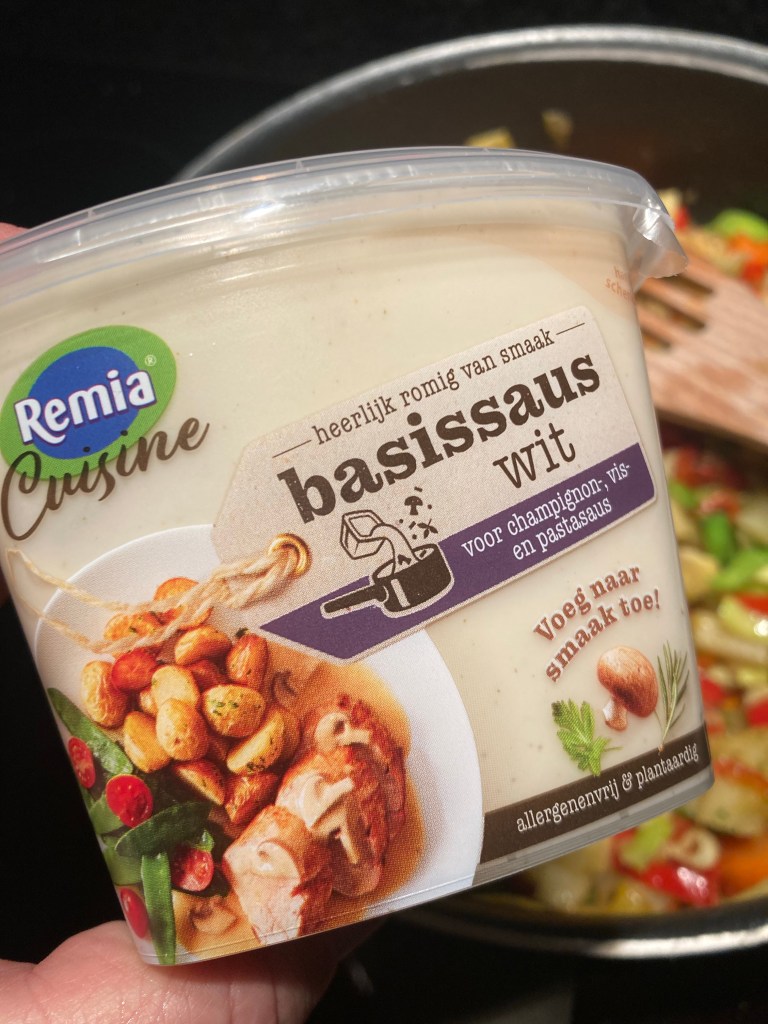 Remia®
Cuisine
heerlijk romig van smaak
basissaus
wit
voor champignon-, vis-
en pastasaus
Voeg naar
smaak toe!
allergenenvrij & plantaardig